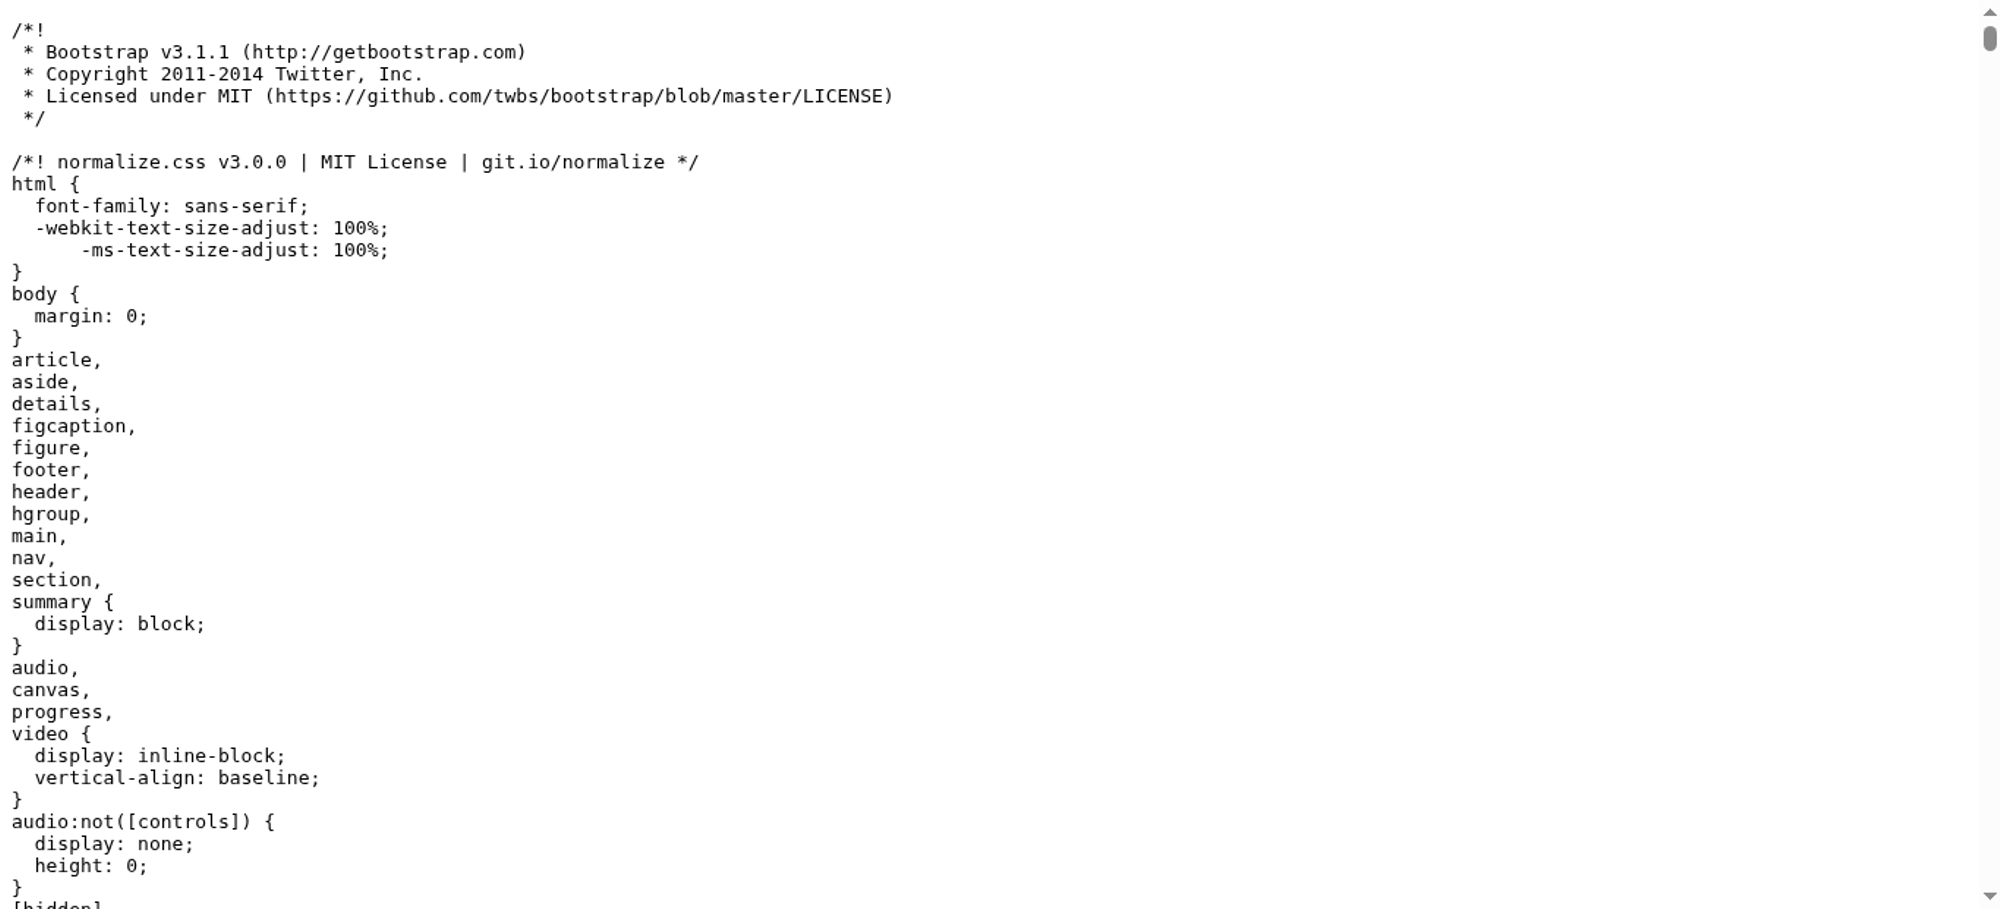 /*!
 * Bootstrap v3.1.1 (http://getbootstrap.com)
 * Copyright 2011-2014 Twitter, Inc.
 * Licensed under MIT (https://github.com/twbs/bootstrap/blob/master/LICENSE)
 */

/*! normalize.css v3.0.0 | MIT License | git.io/normalize */
html {
  font-family: sans-serif;
  -webkit-text-size-adjust: 100%;
      -ms-text-size-adjust: 100%;
}
body {
  margin: 0;
}
article,
aside,
details,
figcaption,
figure,
footer,
header,
hgroup,
main,
nav,
section,
summary {
  display: block;
}
audio,
canvas,
progress,
video {
  display: inline-block;
  vertical-align: baseline;
}
audio:not([controls]) {
  display: none;
  height: 0;
}
[hidden]